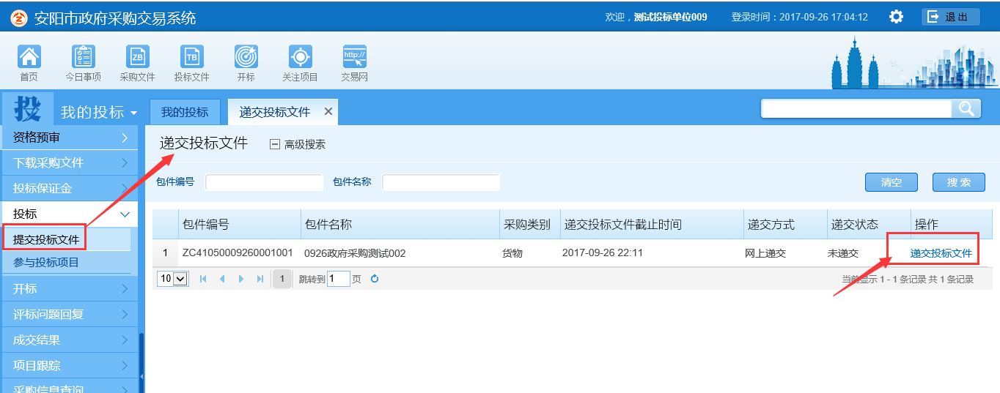 安阳市政府采购交易系统
欢迎，测试投标单位009 登录时间：2017-09-26 17:04:12 退 出
ZB TB http://
首页 今日事项 采购文件 投标文件 开标 关注项目 交易网
投 我的投标 我的投标 递交投标文件
资格预审
下载采购文件
投标保证金
投标
提交投标文件
参与投标项目
开标
评标问题回复
成交结果
项目跟踪
采购信息查询
递交投标文件 高级搜索
包件编号 包件名称 清空 搜 索
包件编号 包件名称 采购类别 递交投标文件截止时间 递交方式 递交状态 操作
1 ZC41050009260001001 0926政府采购测试002 货物 2017-09-26 22:11 网上递交 未递交 递交投标文件
10 1 跳转到 1 页 当前显示 1 - 1 条记录 共 1 条记录